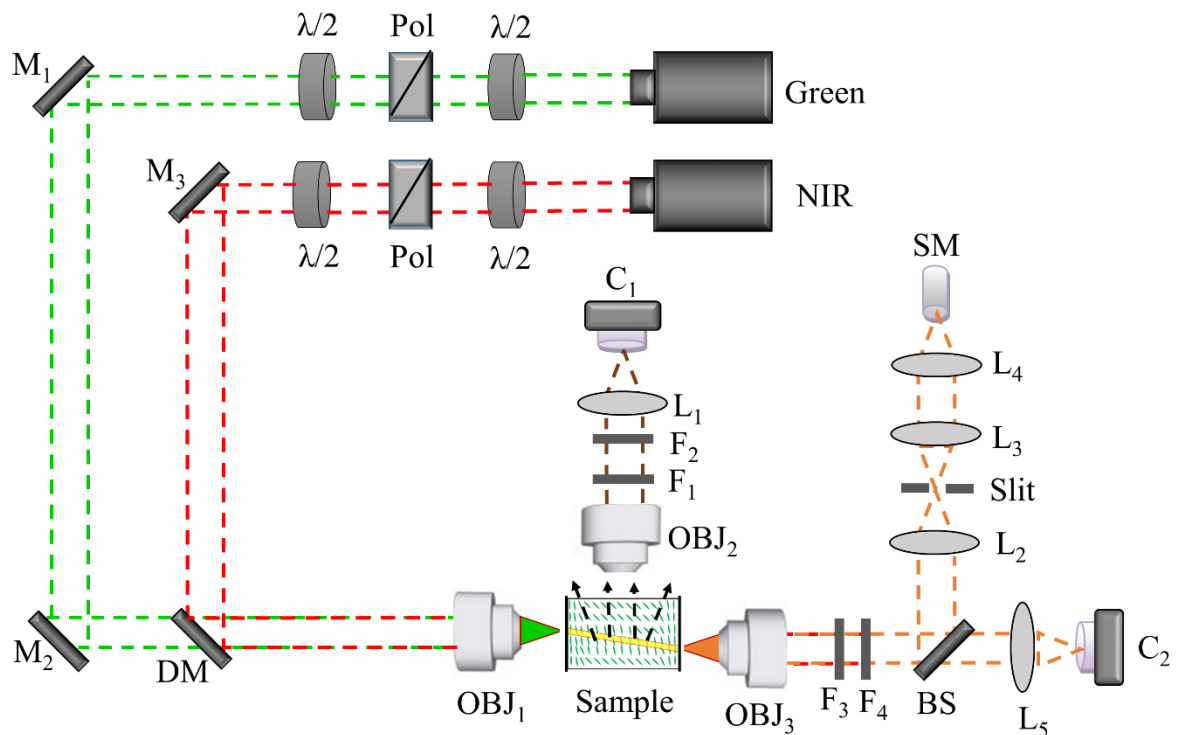 λ/2
Pol
λ/2
M₁
Green
M₃
NIR
λ/2
Pol
λ/2
SM
C₁
L₄
L₁
L₃
F₂
F₁
Slit
OBJ₂
L₂
M₂
DM
C₂
OBJ₁
Sample
OBJ₃
F₃
F₄
BS
L₅